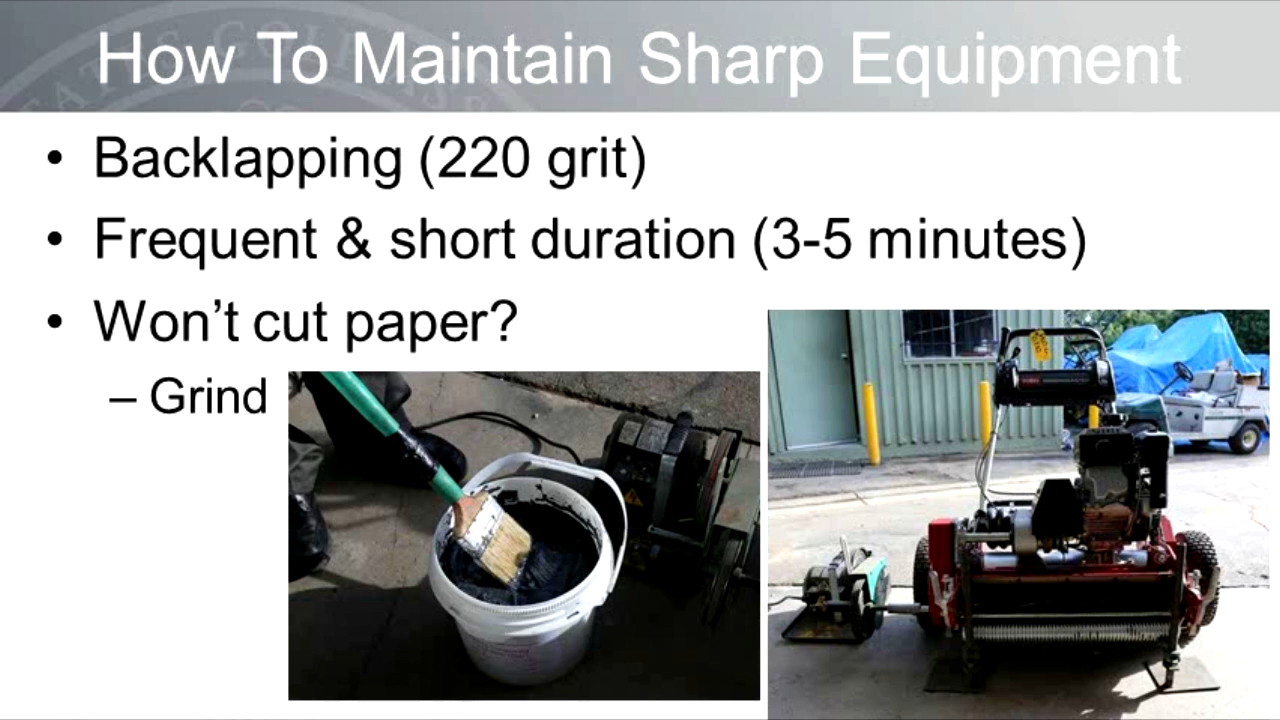 How To Maintain Sharp Equipment
• Backlapping (220 grit)
• Frequent & short duration (3-5 minutes)
• Won’t cut paper?
– Grind